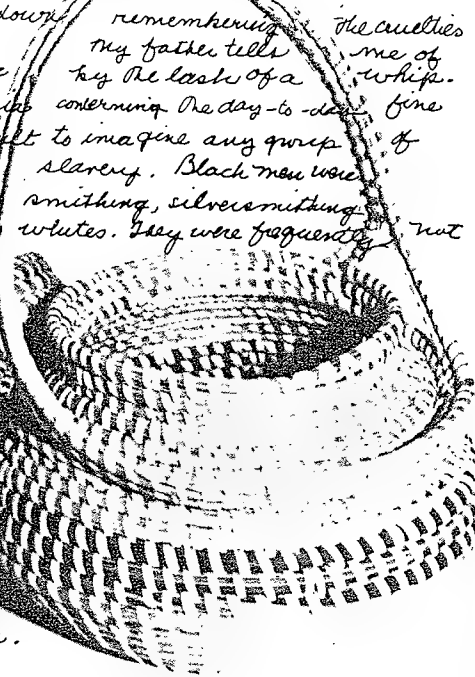 down remembering the cruelties
my father tells me of
by the lash of a whip.
concerning the day-to-day fine
to imagine any group of
slavery. Black men were
smithing, silversmithing
whites. They were frequently not